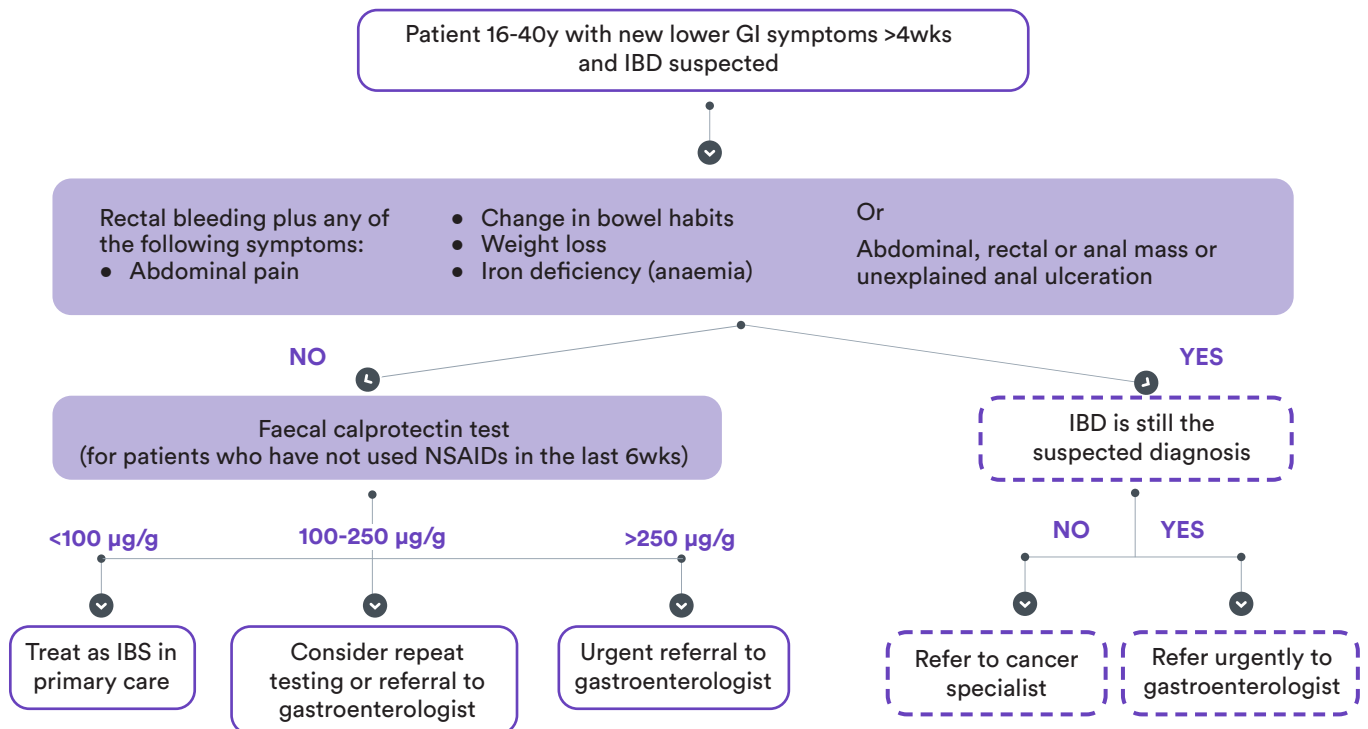 Patient 16-40y with new lower GI symptoms >4wks
and IBD suspected
Rectal bleeding plus any of
the following symptoms:
● Abdominal pain
● Change in bowel habits
● Weight loss
● Iron deficiency (anaemia)
Or
Abdominal, rectal or anal mass or
unexplained anal ulceration
NO
YES
Faecal calprotectin test
(for patients who have not used NSAIDs in the last 6wks)
IBD is still the
suspected diagnosis
<100 µg/g
100-250 µg/g
>250 µg/g
NO
YES
Treat as IBS in
primary care
Consider repeat
testing or referral to
gastroenterologist
Urgent referral to
gastroenterologist
Refer to cancer
specialist
Refer urgently to
gastroenterologist